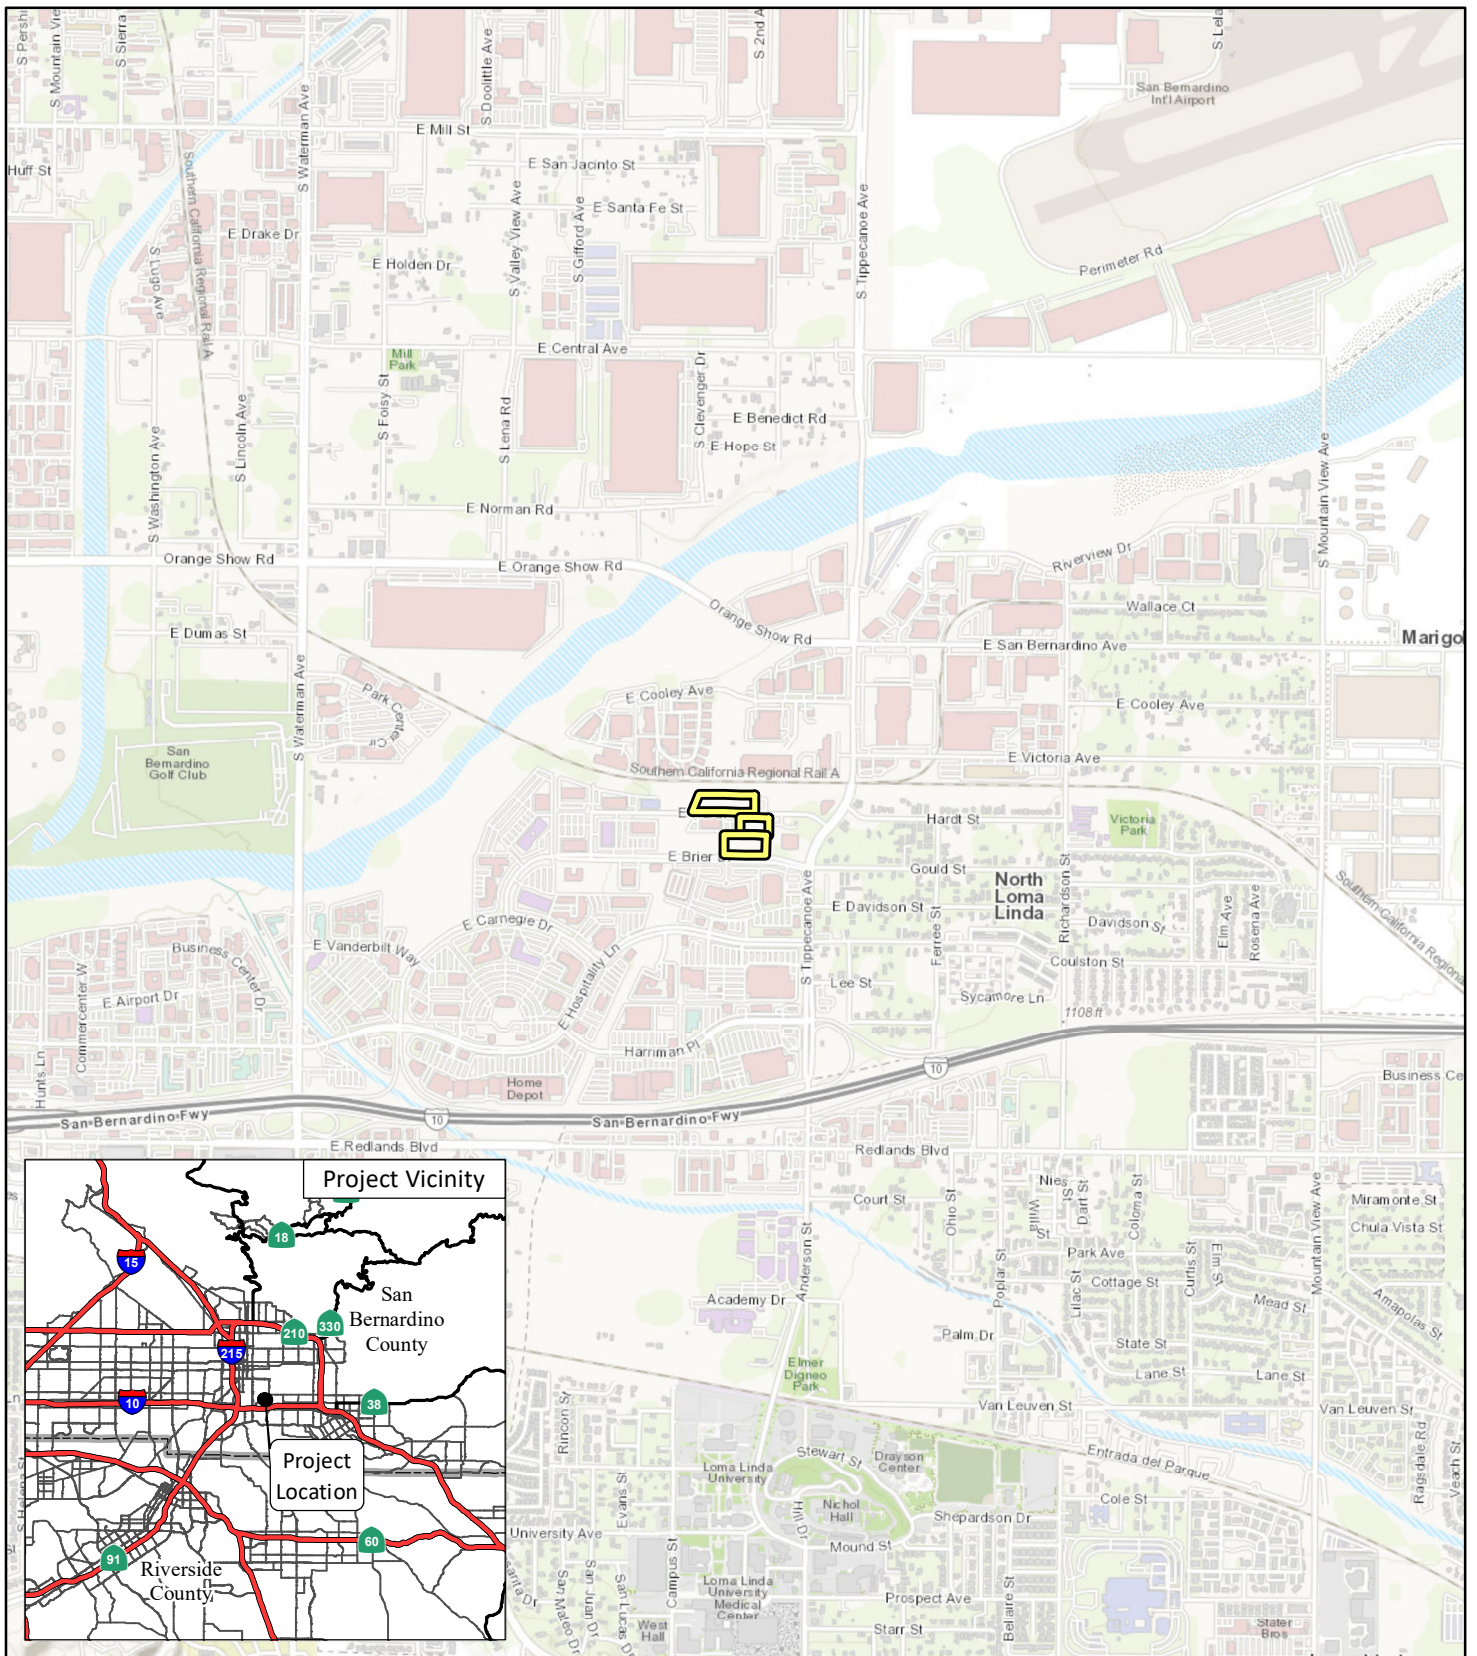 S Pershi
S Mountain Vie
S Sierra
S Waterman Ave
S Doolittle Ave
S 2nd A
S Lela
San Bernardino
Int'l Airport
E Mill St
E San Jacinto St
Huff St
Southern California Regional Rail A
S Valley View Ave
S Gifford Ave
E Santa Fe St
S Tippecanoe Ave
E Drake Dr
S Lugo Ave
E Holden Dr
Perimeter Rd
E Central Ave
Mill
Park
S Foisy St
S Lincoln Ave
S Lena Rd
S Clevenger Dr
E Benedict Rd
E Hope St
S Washington Ave
S Mountain View Ave
E Norman Rd
Orange Show Rd
E Orange Show Rd
Riverview Dr
Orange Show Rd
Wallace Ct
E Dumas St
E San Bernardino Ave
Marigo
S Waterman Ave
Park Center Cir
E Cooley Ave
E Cooley Ave
San
Bernardino
Golf Club
E Victoria Ave
Southern California Regional Rail A
E
Hardt St
Victoria
Park
E Brier
Gould St
North
Loma
Linda
Richardson St
Southern California Regional
S Tippecanoe Ave
E Davidson St
Ferree St
Davidson St
Elm Ave
Rosena Ave
E Carnegie Dr
E Vanderbilt Way
Business Center Dr
E Hospitality Ln
Coulston St
Commercenter W
E Airport Dr
Lee St
Sycamore Ln
1108 ft
Hunts Ln
Harriman Pl
10
Home
Depot
Business Ce
San Bernardino Fwy
10
San Bernardino Fwy
E Redlands Blvd
Redlands Blvd
Project Vicinity
Court St
Ohio St
Nies
St
Willa
St
Dart St
Coloma St
Mountain View Ave
Miramonte St
Chula Vista St
18
15
Anderson St
Poplar St
Park Ave
Lilac St
Cottage St
Curtis St
Elm St
Mead St
Amapolas St
San
Bernardino
County
330
210
215
Academy Dr
Palm Dr
State St
Elmer
Digneo
Park
Lane St
Lane St
10
38
Rincon St
Van Leuven St
Van Leuven St
Stewart St
Drayson
Center
Entrada del Parque
Ragsdale Rd
Veach St
S Helena St
Project
Location
Loma Linda
University
Evans St
Nichol
Hall
Hill Dr
Cole St
Shepardson Dr
University Ave
Mound St
60
91
Riverside
County
San Mateo Dr
San Juan Dr
San Lucas Dr
Campus St
Loma Linda
University
Medical
Center
Prospect Ave
Bellaire St
West
Hall
Starr St
Stater
Bros